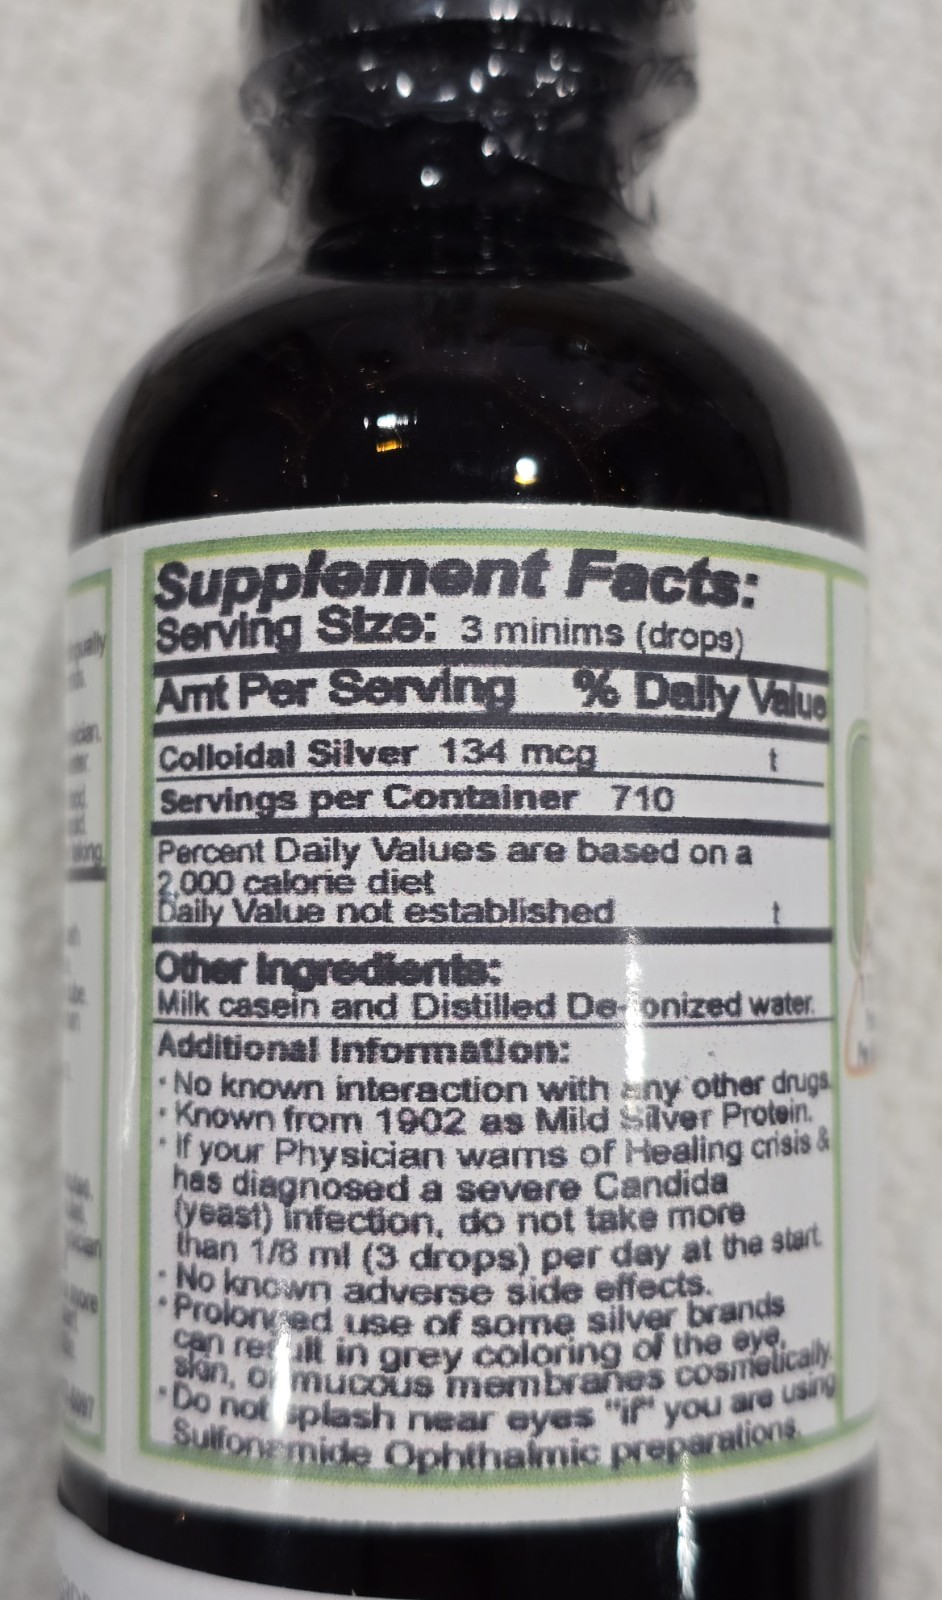 Supplement Facts:
Serving Size: 3 minims (drops)
Amt Per Serving % Daily Value
Colloidal Silver 134 mcg t
Servings per Container 710
Percent Daily Values are based on a
2,000 calorie diet
Daily Value not established t
Other Ingredients:
Milk casein and Distilled De-ionized water.
Additional Information:
· No known interaction with any other drugs.
· Known from 1902 as Mild Silver Protein.
· If your Physician warns of Healing crisis &
has diagnosed a severe Candida
(yeast) infection, do not take more
than 1/8 ml (3 drops) per day at the start.
· No known adverse side effects.
· Prolonged use of some silver brands
can result in grey coloring of the eye,
skin, or mucous membranes cosmetically.
· Do not splash near eyes "if" you are using
Sulfonamide Ophthalmic preparations.